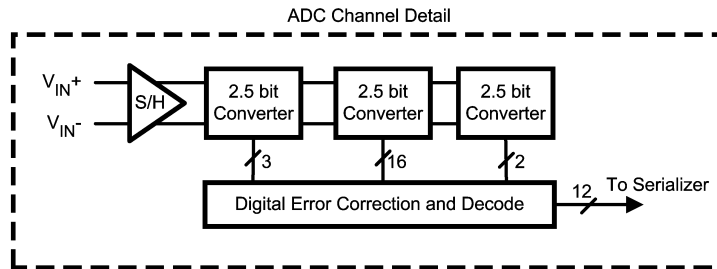 ADC Channel Detail
VIN+
VIN-
S/H
2.5 bit
Converter
2.5 bit
Converter
2.5 bit
Converter
3
16
2
Digital Error Correction and Decode
12
To Serializer